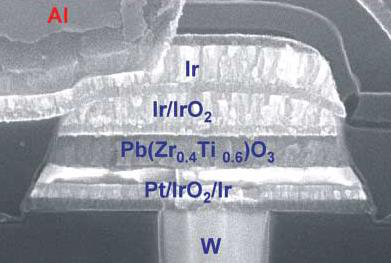 Al
Ir
Ir/IrO₂
Pb(Zr₀.₄Ti ₀.₆)O₃
Pt/IrO₂/Ir
W